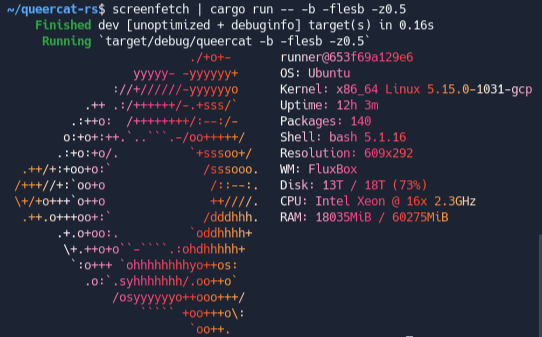 ~/queercat-rs$ screenfetch | cargo run -- -b -flesb -z0.5
    Finished dev [unoptimized + debuginfo] target(s) in 0.16s
     Running `target/debug/queercat -b -flesb -z0.5`
                          ./+o+-       runner@653f69a129e6
                  yyyyy- -yyyyyy+      OS: Ubuntu
               ://+//////-yyyyyyo      Kernel: x86_64 Linux 5.15.0-1031-gcp
           .++ .:/++++++/-.+sss/`      Uptime: 12h 3m
         .:++o:  /++++++++/:--:/-      Packages: 140
        o:+o+:++.`..```.-/oo+++++/     Shell: bash 5.1.16
       .:+o:+o/.          `+sssoo+/    Resolution: 609x292
  .++/+:+oo+o:`             /sssooo.   WM: FluxBox
 /+++//+:`oo+o               /::--:.   Disk: 13T / 18T (73%)
 \+/+o+++`o++o               ++////.   CPU: Intel Xeon @ 16x 2.3GHz
  .++.o+++oo+:`             /dddhhh.   RAM: 18035MiB / 60275MiB
       .+.o+oo:.          `oddhhhh+
        \+.++o+o``-````.:ohdhhhhh+
         `:o+++ `ohhhhhhhhyo++os:
           .o:`.syhhhhhhh/.oo++o`
               /osyyyyyyo++ooo+++/
                   ````` +oo+++o\:
                          `oo++.